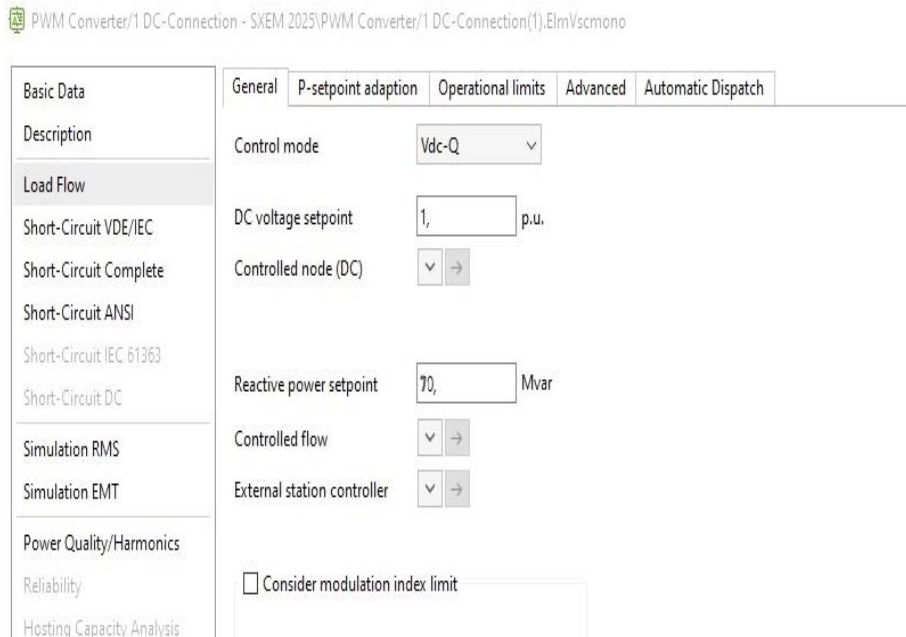 PWM Converter/1 DC-Connection - SXEM 2025\PWM Converter/1 DC-Connection(1).ElmVscmono
Basic Data
Description
Load Flow
Short-Circuit VDE/IEC
Short-Circuit Complete
Short-Circuit ANSI
Short-Circuit IEC 61363
Short-Circuit DC
Simulation RMS
Simulation EMT
Power Quality/Harmonics
Reliability
Hosting Capacity Analysis
General P-setpoint adaption Operational limits Advanced Automatic Dispatch
Control mode Vdc-Q
DC voltage setpoint 1, p.u.
Controlled node (DC)
Reactive power setpoint 70, Mvar
Controlled flow
External station controller
Consider modulation index limit